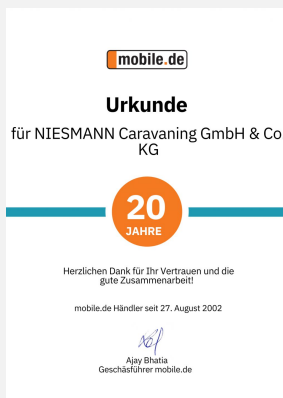 mobile.de
Urkunde
für NIESMANN Caravaning GmbH & Co
KG
20
JAHRE
Herzlichen Dank für Ihr Vertrauen und die
gute Zusammenarbeit!
mobile.de Händler seit 27. August 2002
Ajay Bhatia
Geschäsführer mobile.de